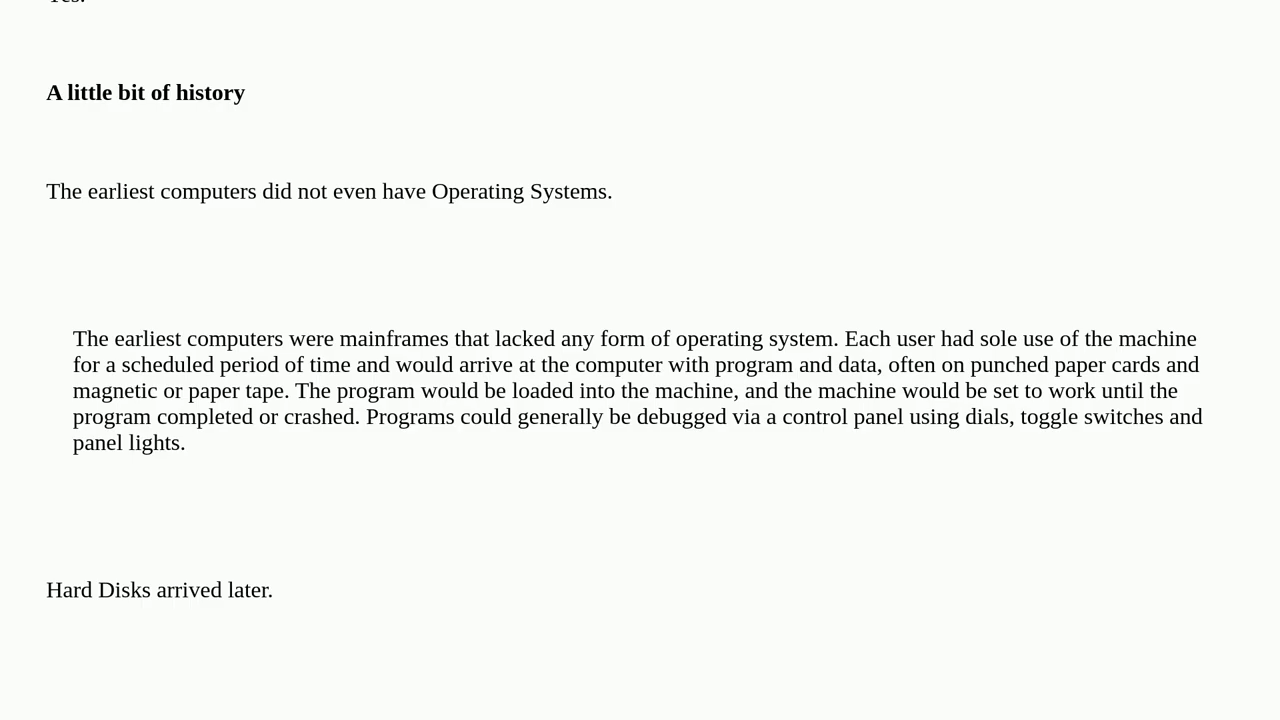 Yes.
A little bit of history
The earliest computers did not even have Operating Systems.
The earliest computers were mainframes that lacked any form of operating system. Each user had sole use of the machine
for a scheduled period of time and would arrive at the computer with program and data, often on punched paper cards and
magnetic or paper tape. The program would be loaded into the machine, and the machine would be set to work until the
program completed or crashed. Programs could generally be debugged via a control panel using dials, toggle switches and
panel lights.
Hard Disks arrived later.